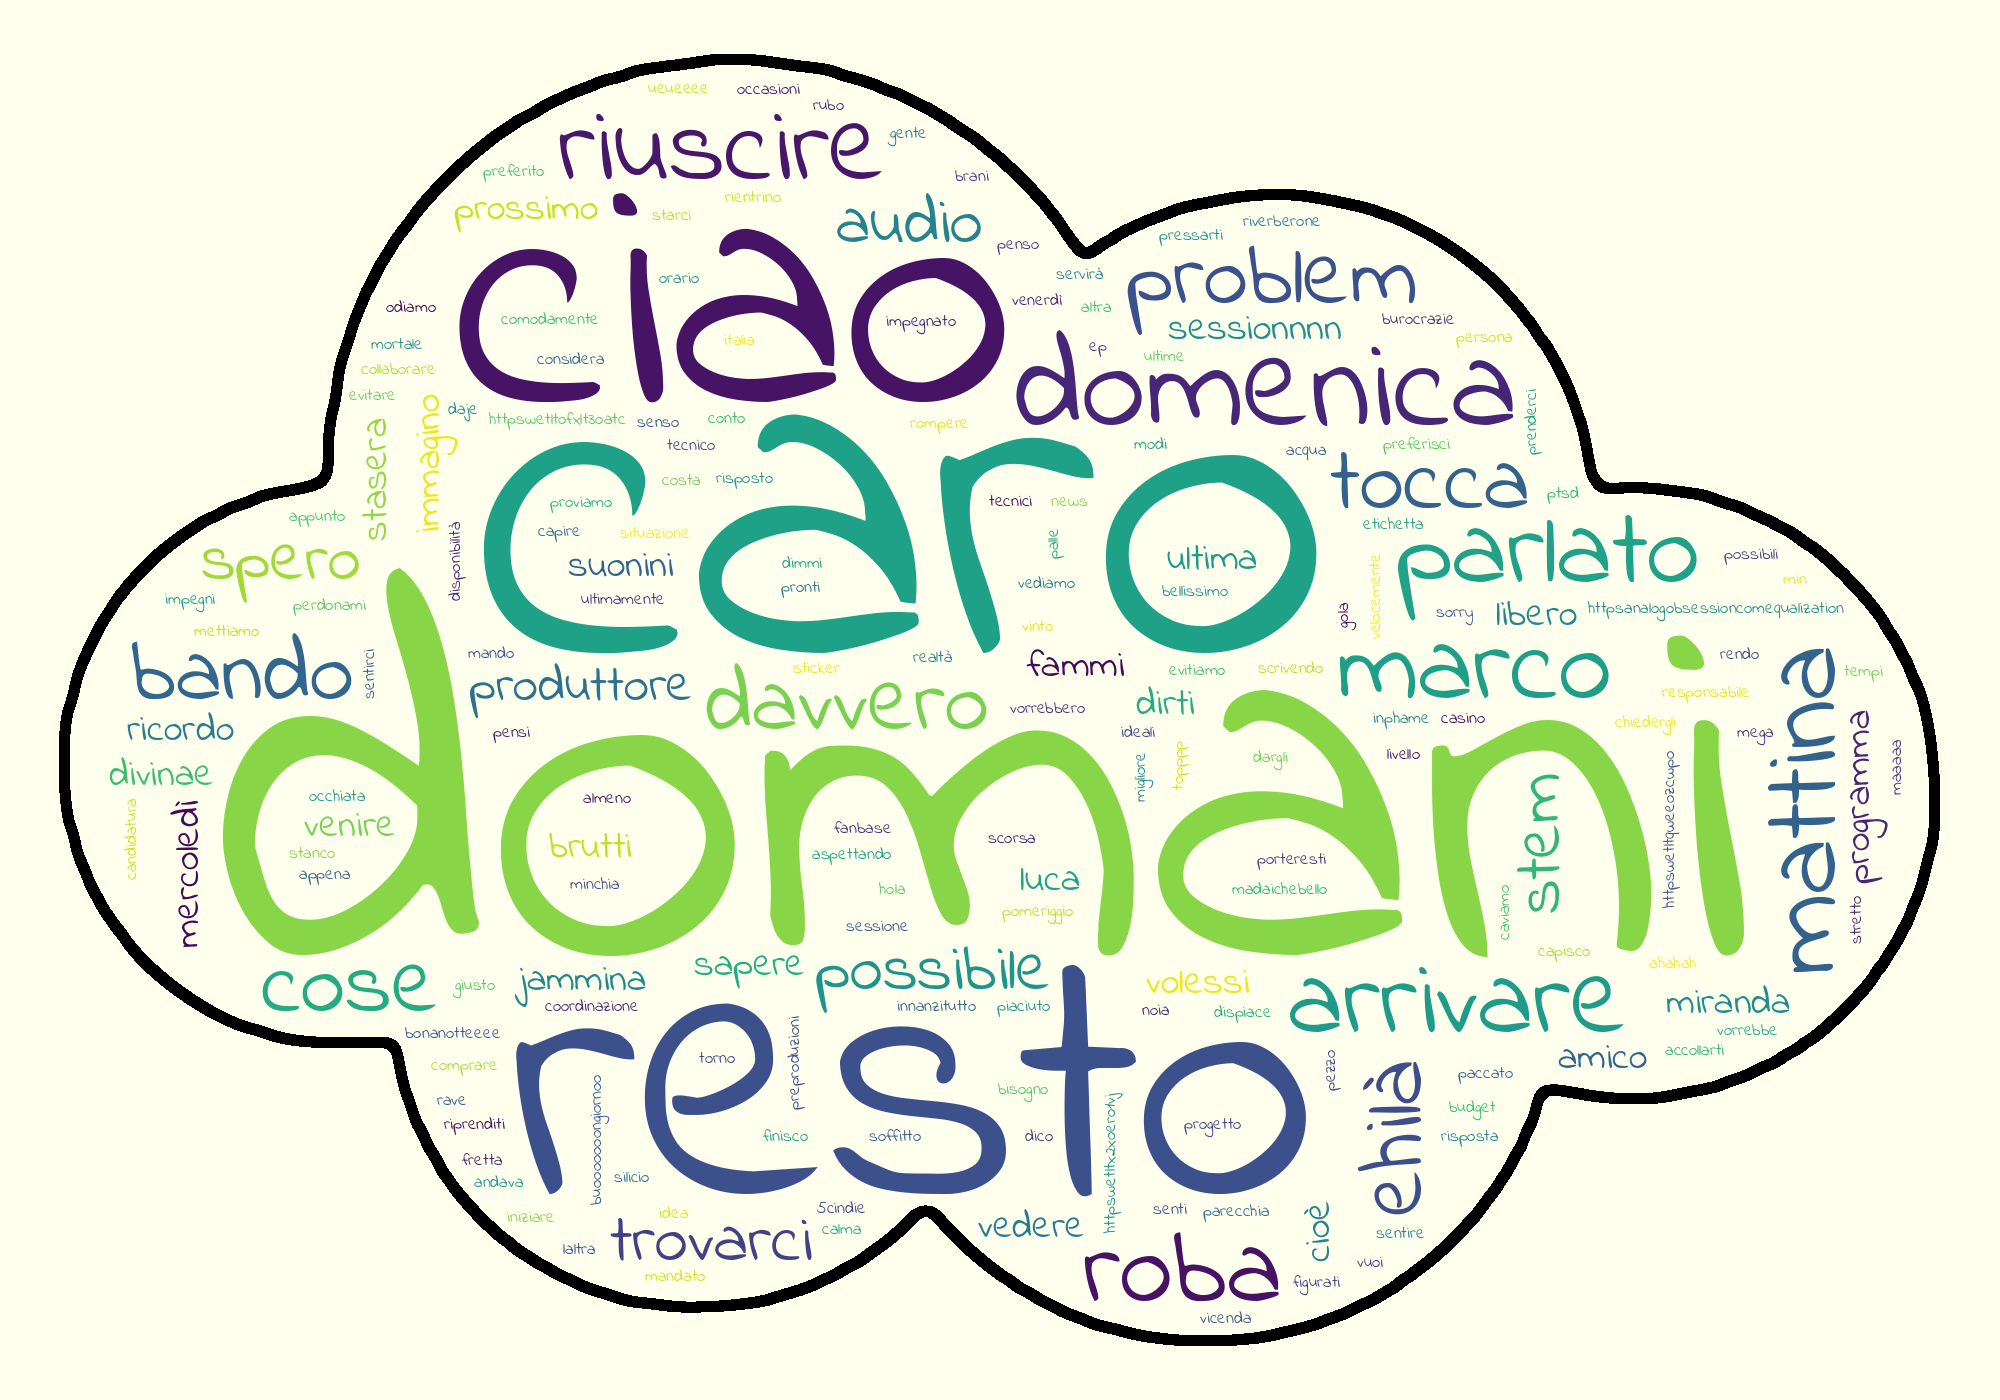 ueueeee
occasioni
rubo
riuscire
gente
preferito
brani
rientrino
prossimo
starci
audio
riverberone
pressarti
penso
ciao
servirà
problem
orario
odiamo
venerdì
altra
comodamente
impegnato
burocrazie
sessionnnn
italia
persona
mortale
considera
ep
ultime
collaborare
domenica
evitare
daje
immagino
httpswetltofxlt3oatc
senso
conto
rompere
prenderci
stasera
tecnico
modi
acqua
preferisci
caro
costa
risposto
tocca
ptsd
proviamo
tecnici
news
appunto
etichetta
capire
situazione
palle
ultima
parlato
possibili
spero
disponibilità
suonini
dimmi
vediamo
min
pronti
bellissimo
impegni
perdonami
ultimamente
velocemente
gola
sorry
libero
httpsanalogobsessioncomequalization
mettiamo
vinto
bando
sentirci
mando
realtà
rendo
sticker
fammi
evitiamo
scrivendo
marco
tempi
produttore
responsabile
davvero
dirti
vorrebbero
ricordo
pensi
ideali
inphame
casino
chiedergli
mega
mattina
programma
divinae
topppp
dargli
livello
maaaaa
migliore
domani
occhiata
almeno
httpswetltqweeo2cupo
candidatura
mercoledì
venire
fanbase
scorsa
stem
brutti
stanco
aspettando
porteresti
appena
minchia
hola
luca
madaichebello
pomeriggio
caviamo
stretto
sessione
capisco
sapere
ahahah
possibile
jammina
volessi
cose
giusto
arrivare
coordinazione
innanzitutto
piaciuto
noia
dispiace
miranda
bonanotteeee
vorrebbe
accollarti
torno
preproduzioni
amico
comprare
pezzo
resto
bisogno
paccato
rave
buoooooooongiornoo
httpswetltx2xoerotvj
budget
riprenditi
finisco
soffitto
dico
progetto
ehilà
risposta
fretta
andava
silicio
iniziare
idea
5cindie
senti
parecchia
calma
vedere
cioè
sentire
laltra
trovarci
vuoi
mandato
roba
figurati
vicenda